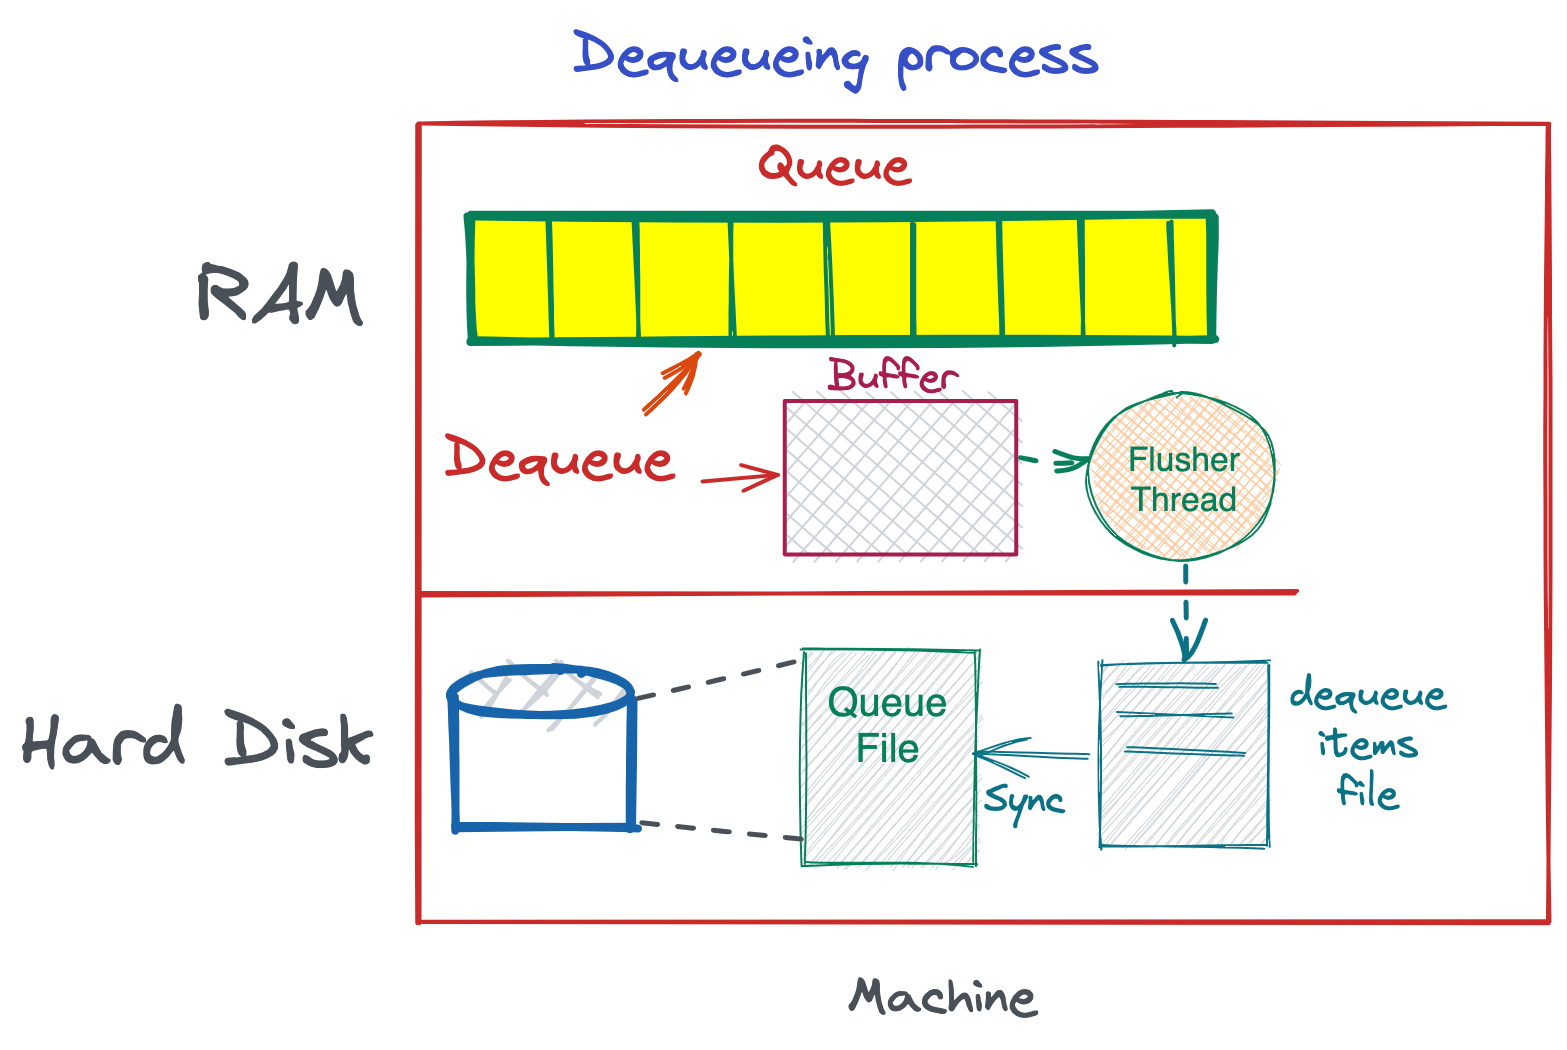 Dequeueing process
Queue
RAM
Buffer
Dequeue
Flusher
Thread
Hard Disk
Queue
File
Sync
dequeue
items
file
Machine